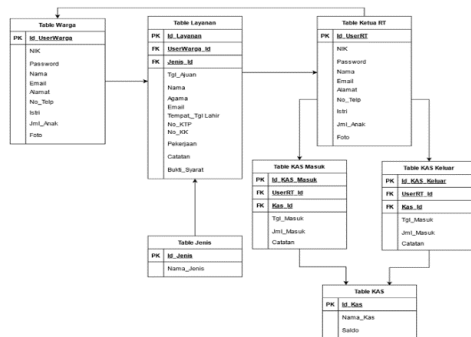 Table Warga
PK Id_UserWarga
NIK
Password
Nama
Email
Alamat
No_Telp
Istri
Jml_Anak
Foto
Table Layanan
PK Id_Layanan
FK UserWarga_Id
FK Jenis_Id
Tgl_Ajuan
Nama
Agama
Email
Tempat,_Tgl Lahir
No_KTP
No_KK
Pekerjaan
Catatan
Bukti_Syarat
Table Ketua RT
PK Id_UserRT
NIK
Password
Nama
Email
Alamat
No_Telp
Istri
Jml_Anak
Foto
Table KAS Masuk
PK Id_KAS_Masuk
FK UserRT_Id
FK Kas_Id
Tgl_Masuk
Jml_Masuk
Catatan
Table KAS Keluar
PK Id_KAS_Keluar
FK UserRT_Id
FK Kas_Id
Tgl_Masuk
Jml_Masuk
Catatan
Table Jenis
PK Id_Jenis
Nama_Jenis
Table KAS
PK Id_Kas
Nama_Kas
Saldo